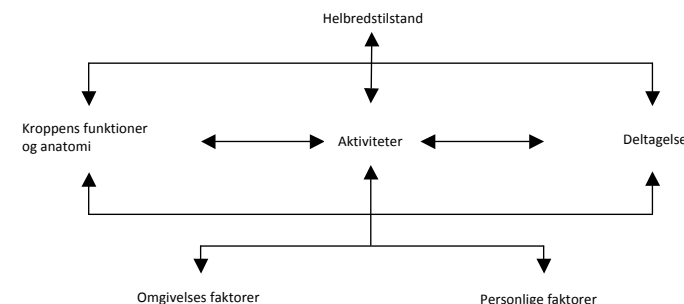 Helbredstilstand
Kroppens funktioner
og anatomi
Aktiviteter
Deltagelse
Omgivelses faktorer
Personlige faktorer